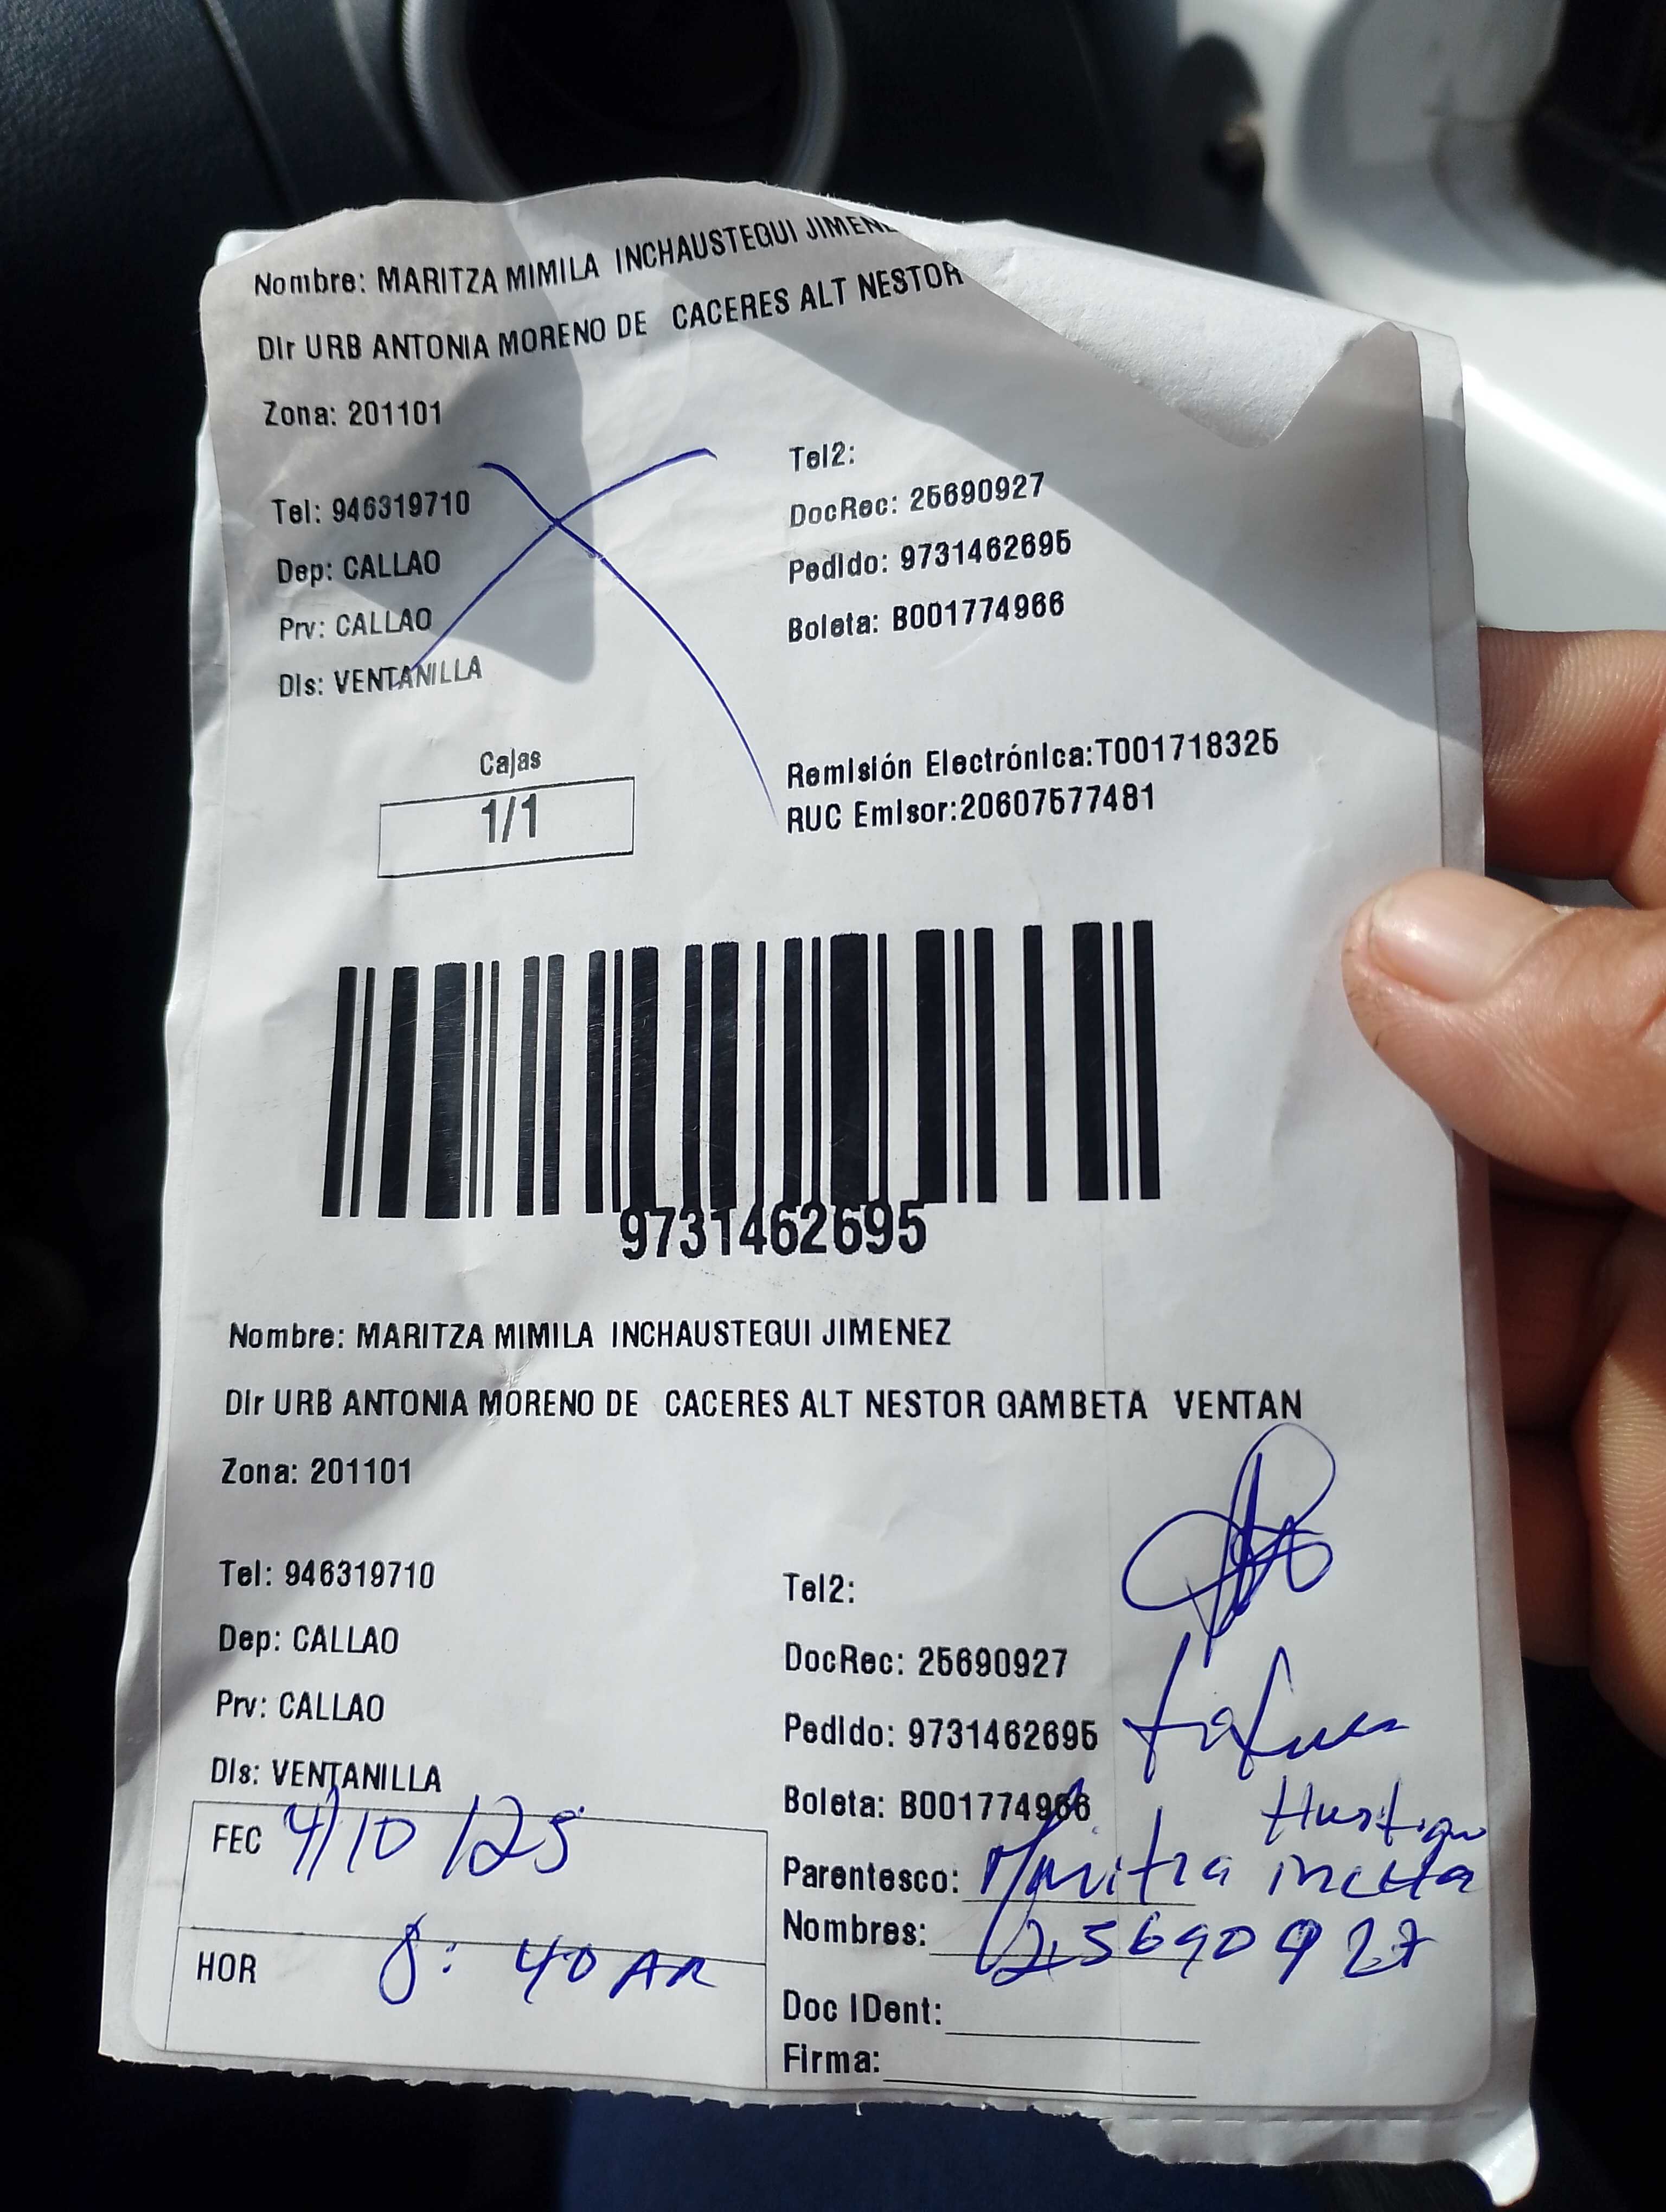 Nombre: MARITZA MIMILA INCHAUSTEGUI JIMENE
Dir URB ANTONIA MORENO DE CACERES ALT NESTOR
Zona: 201101
Tel: 946319710
Tel2:
DocRec: 25690927
Dep: CALLAO
Pedido: 9731462695
Prv: CALLAO
Boleta: B001774966
Dis: VENTANILLA
Cajas
1/1
Remisión Electrónica:T001718325
RUC Emisor:20607577481
9731462695
Nombre: MARITZA MIMILA INCHAUSTEGUI JIMENEZ
Dir URB ANTONIA MORENO DE CACERES ALT NESTOR GAMBETA VENTAN
Zona: 201101
Tel: 946319710
Tel2:
Dep: CALLAO
DocRec: 25690927
Prv: CALLAO
Pedido: 9731462695
Dis: VENTANILLA
Boleta: B001774966
FEC 4/10/25
Parentesco: Maritza
Nombres: 25690927
HOR 8:40 AM
Doc IDent:
Firma: